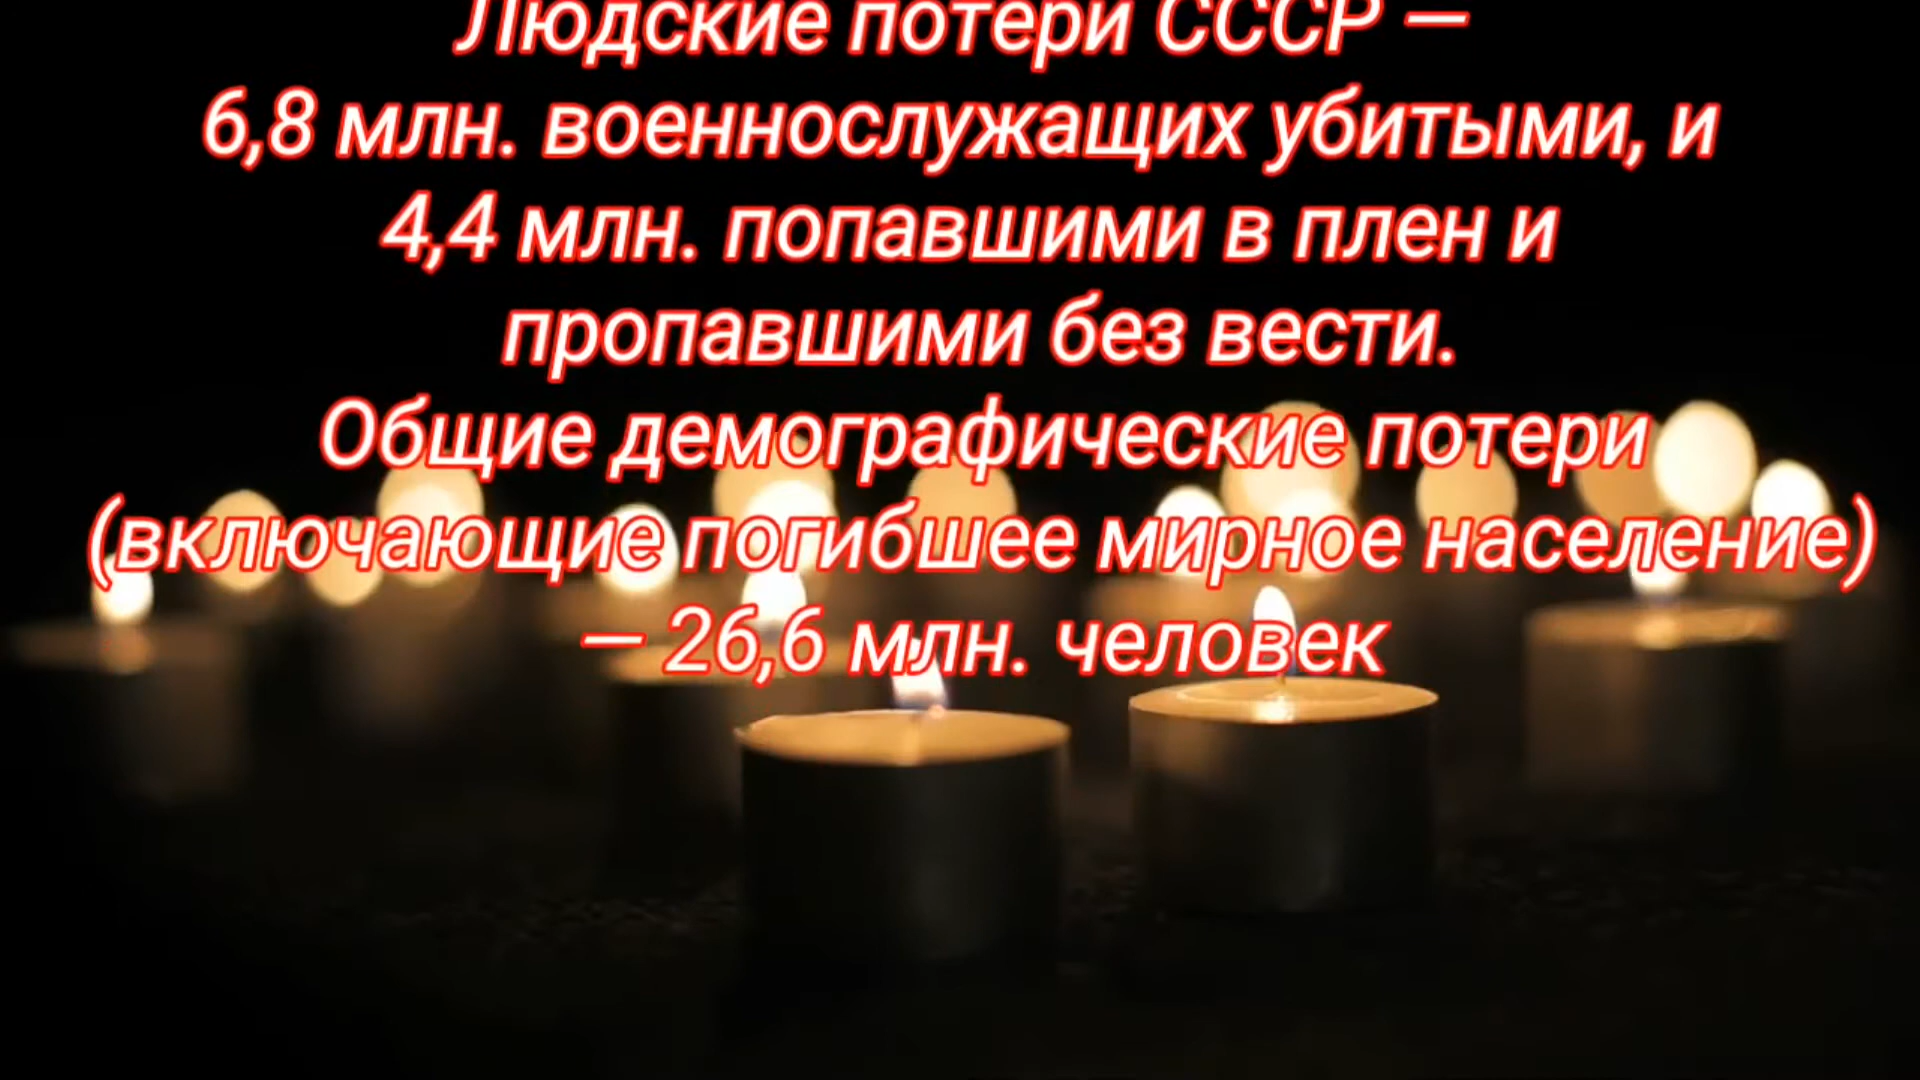 Людские потери СССР —
6,8 млн. военнослужащих убитыми, и
4,4 млн. попавшими в плен и
пропавшими без вести.
Общие демографические потери
(включающие погибшее мирное население)
— 26,6 млн. человек